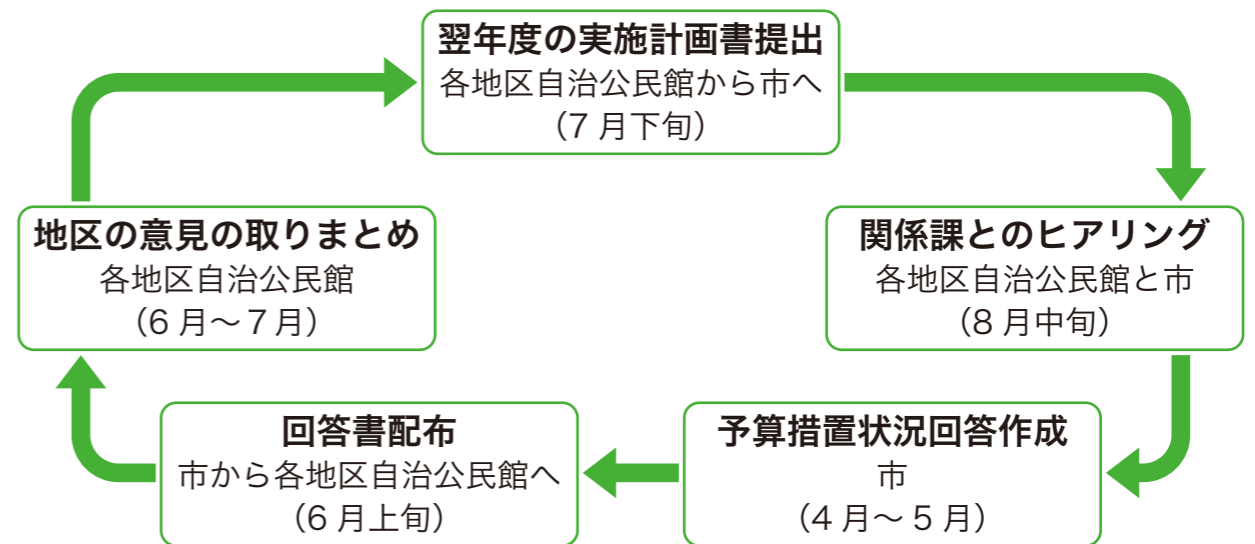 翌年度の実施計画書提出
各地区自治公民館から市へ
（7 月下旬）
関係課とのヒアリング
各地区自治公民館と市
（8 月中旬）
予算措置状況回答作成
市
（4 月～ 5 月）
回答書配布
市から各地区自治公民館へ
（6 月上旬）
地区の意見の取りまとめ
各地区自治公民館
（6 月～ 7 月）